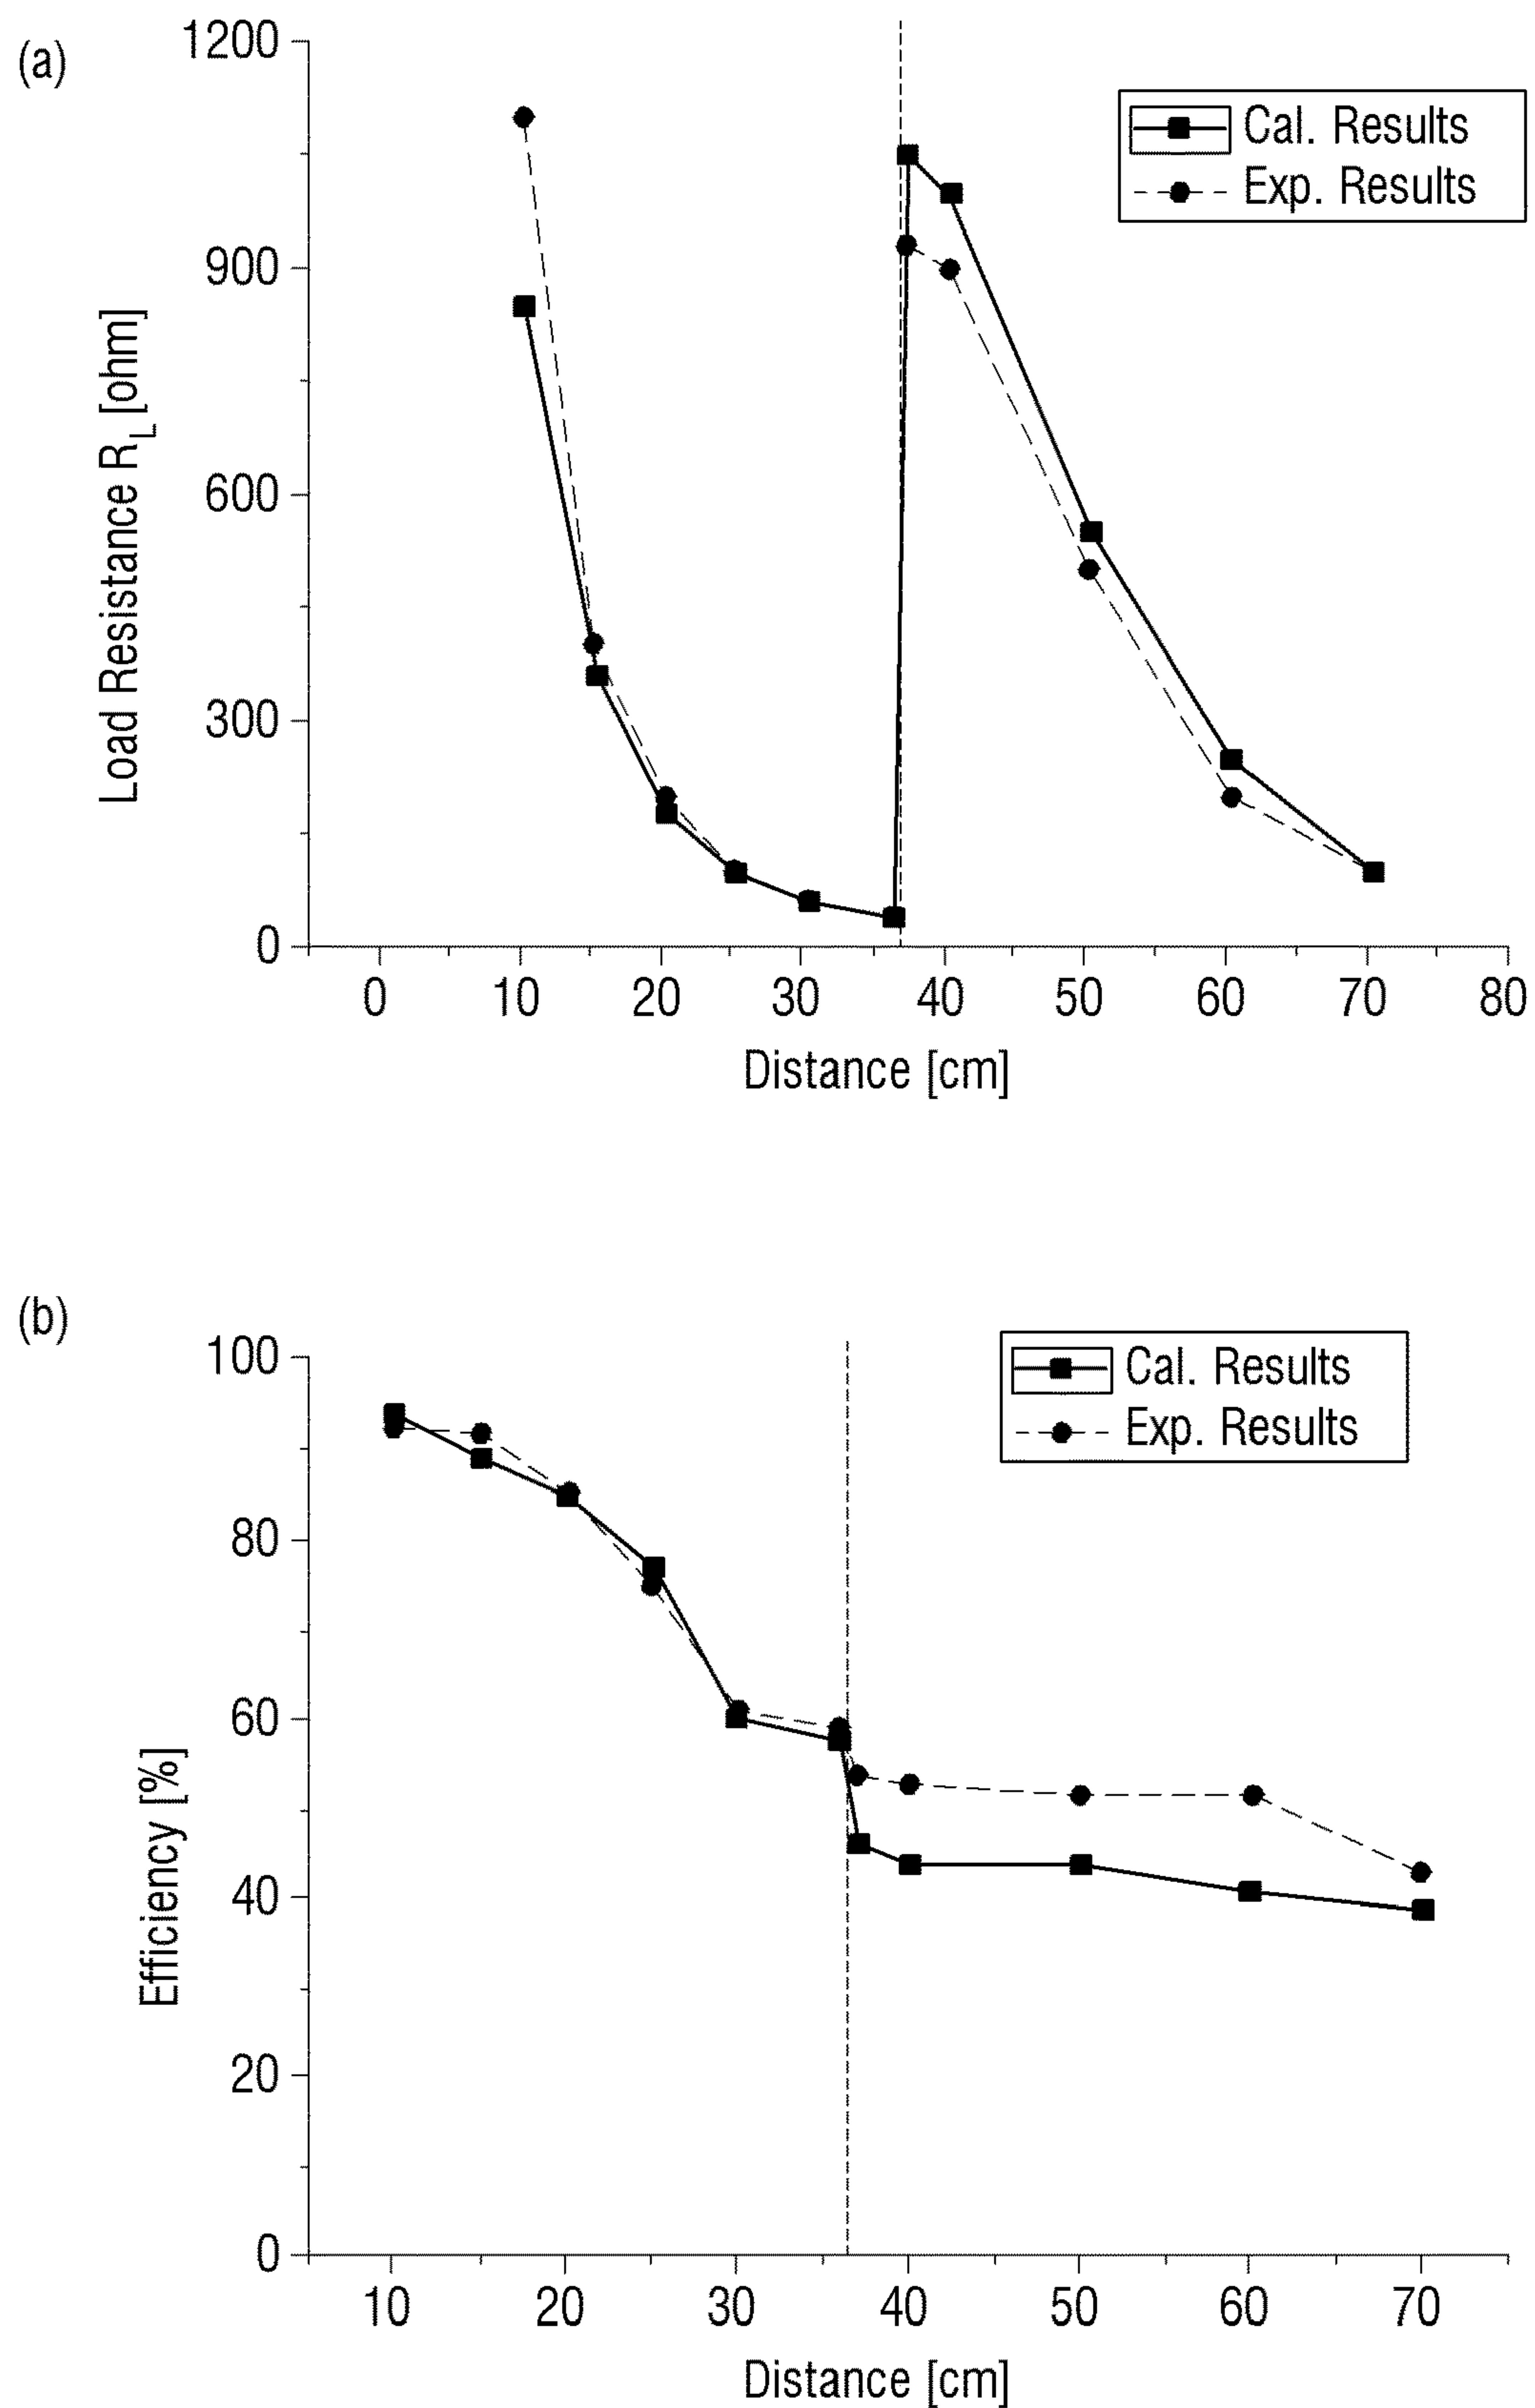 (a)
1200
900
600
300
0
Load Resistance R_L [ohm]
Cal. Results
Exp. Results
0 10 20 30 40 50 60 70 80
Distance [cm]
(b)
100
80
60
40
20
0
Efficiency [%]
Cal. Results
Exp. Results
10 20 30 40 50 60 70
Distance [cm]